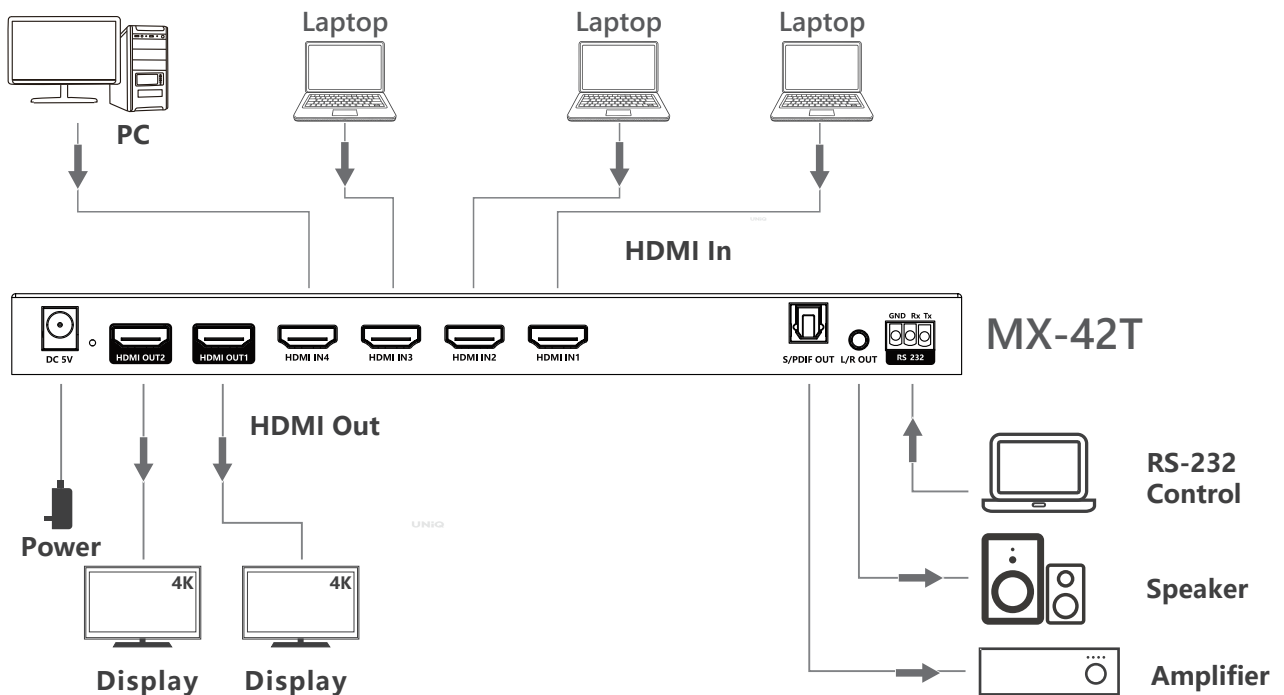 Laptop
Laptop
Laptop
PC
UNIQ
HDMI In
GND Rx Tx
DC 5V
HDMI OUT2
HDMI OUT1
HDMI IN4
HDMI IN3
HDMI IN2
HDMI IN1
S/PDIF OUT
L/R OUT
RS 232
MX-42T
HDMI Out
RS-232
Control
UNIQ
Power
4K
4K
Speaker
Display
Display
Amplifier